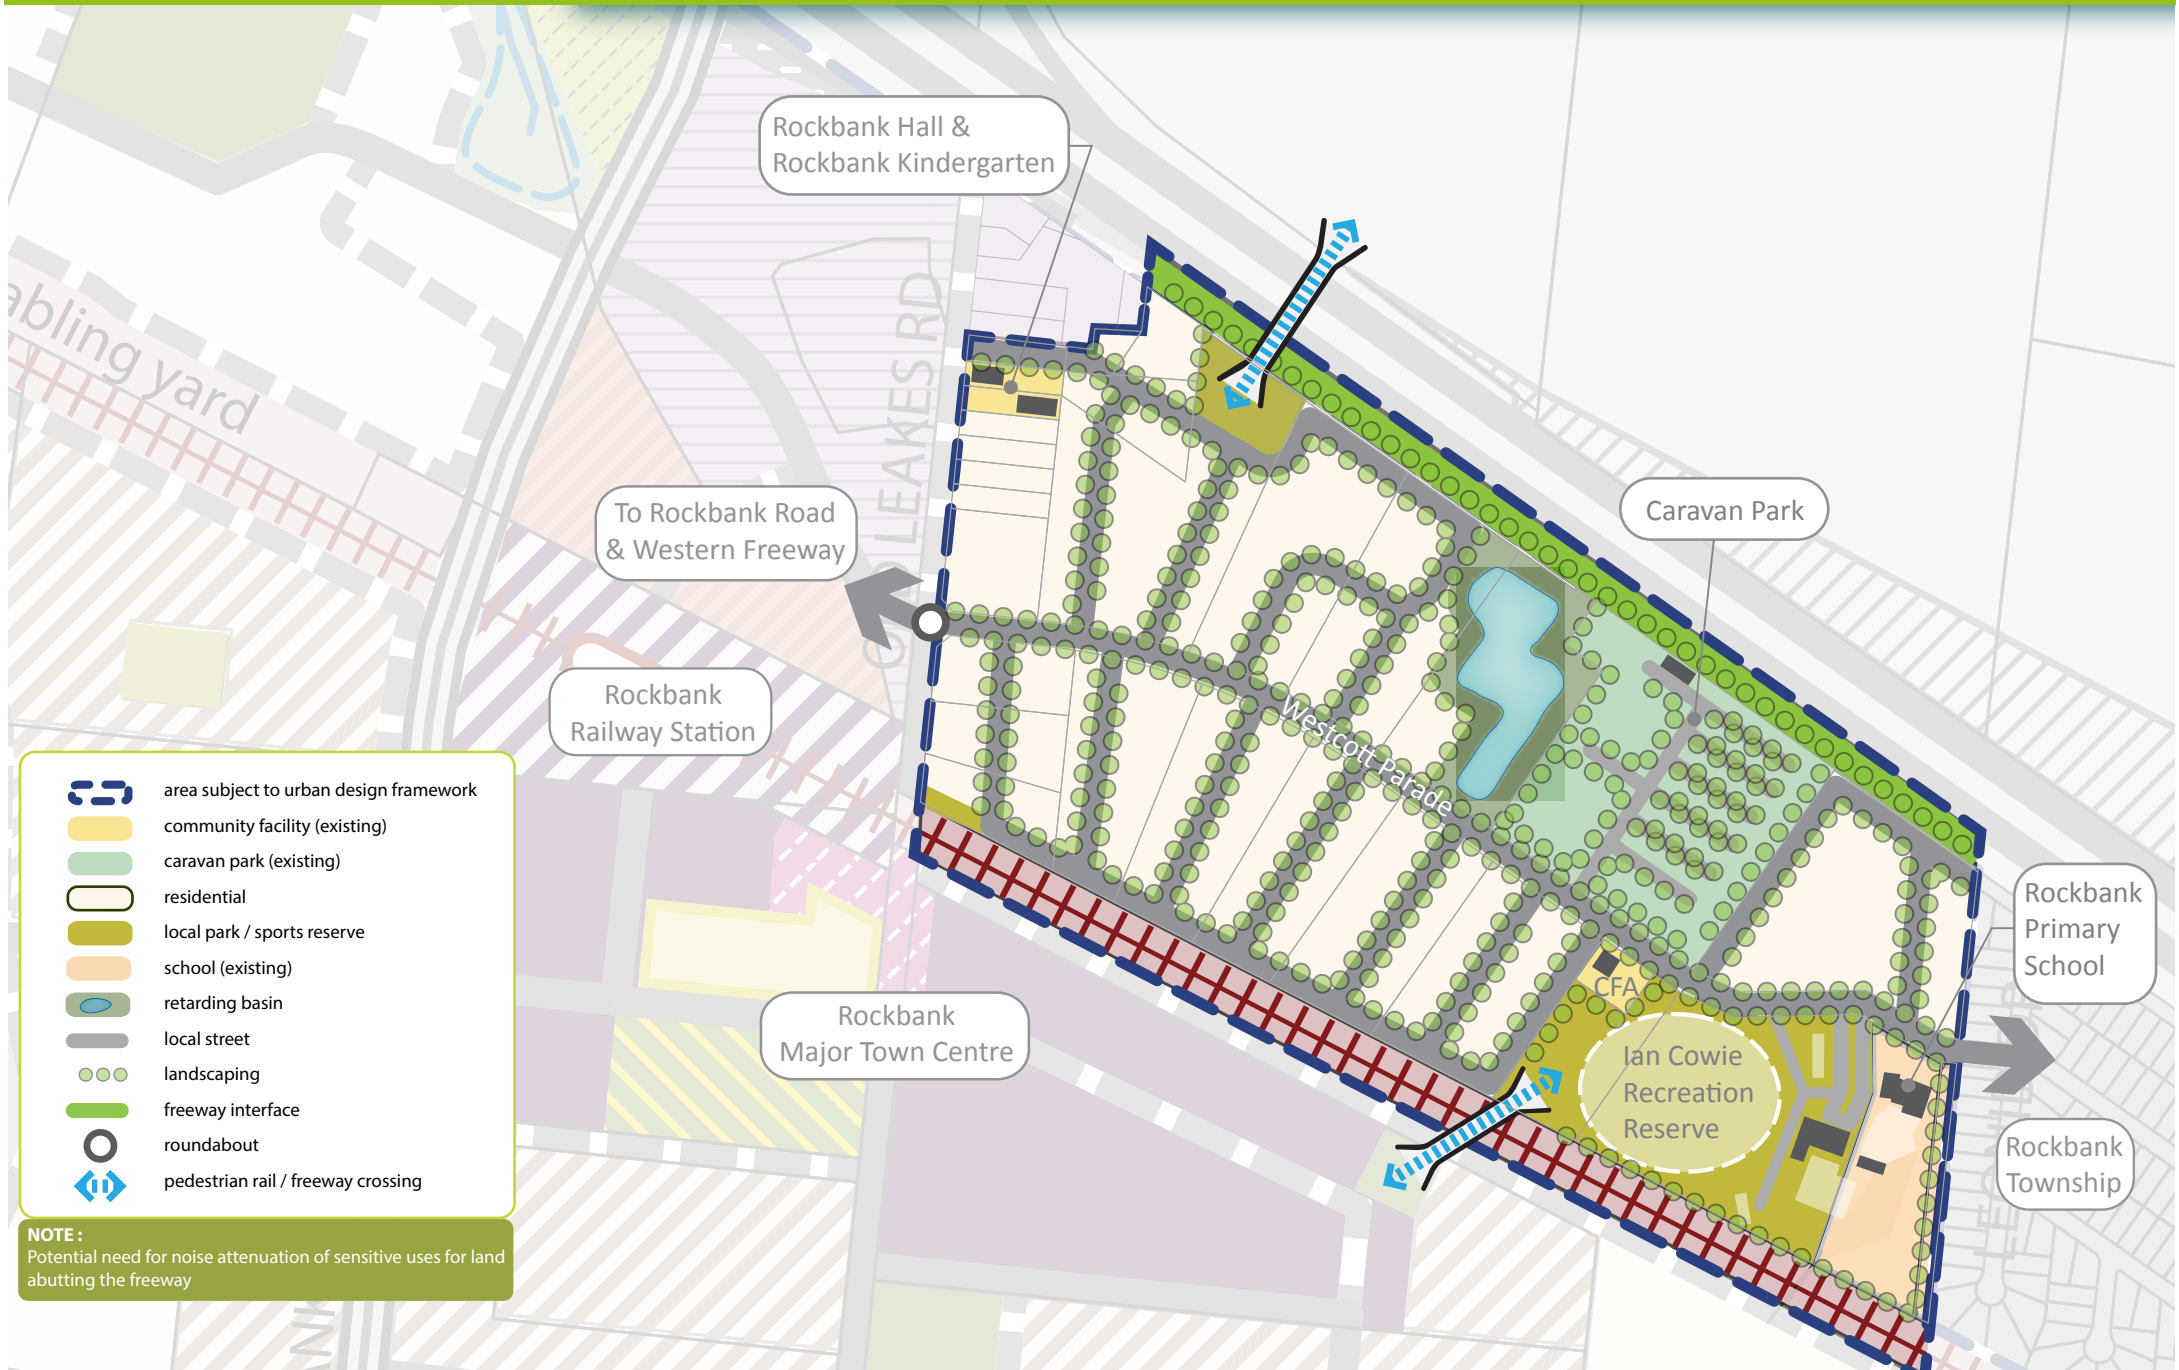 Rockbank Hall &
Rockbank Kindergarten
abling yard
LEAKES RD
To Rockbank Road
& Western Freeway
Caravan Park
Rockbank
Railway Station
Westcott Parade
area subject to urban design framework
community facility (existing)
caravan park (existing)
residential
local park / sports reserve
school (existing)
retarding basin
local street
landscaping
freeway interface
roundabout
pedestrian rail / freeway crossing
NOTE :
Potential need for noise attenuation of sensitive uses for land
abutting the freeway
Rockbank
Primary
School
CFA
Rockbank
Major Town Centre
Ian Cowie
Recreation
Reserve
Rockbank
Township